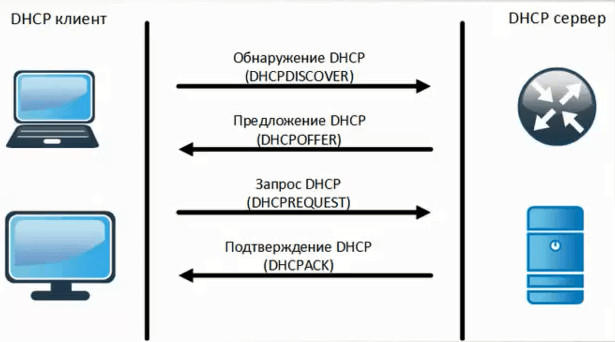 DHCP клиент
DHCP сервер
Обнаружение DHCP
(DHCPDISCOVER)
Предложение DHCP
(DHCPOFFER)
Запрос DHCP
(DHCPREQUEST)
Подтверждение DHCP
(DHCPACK)